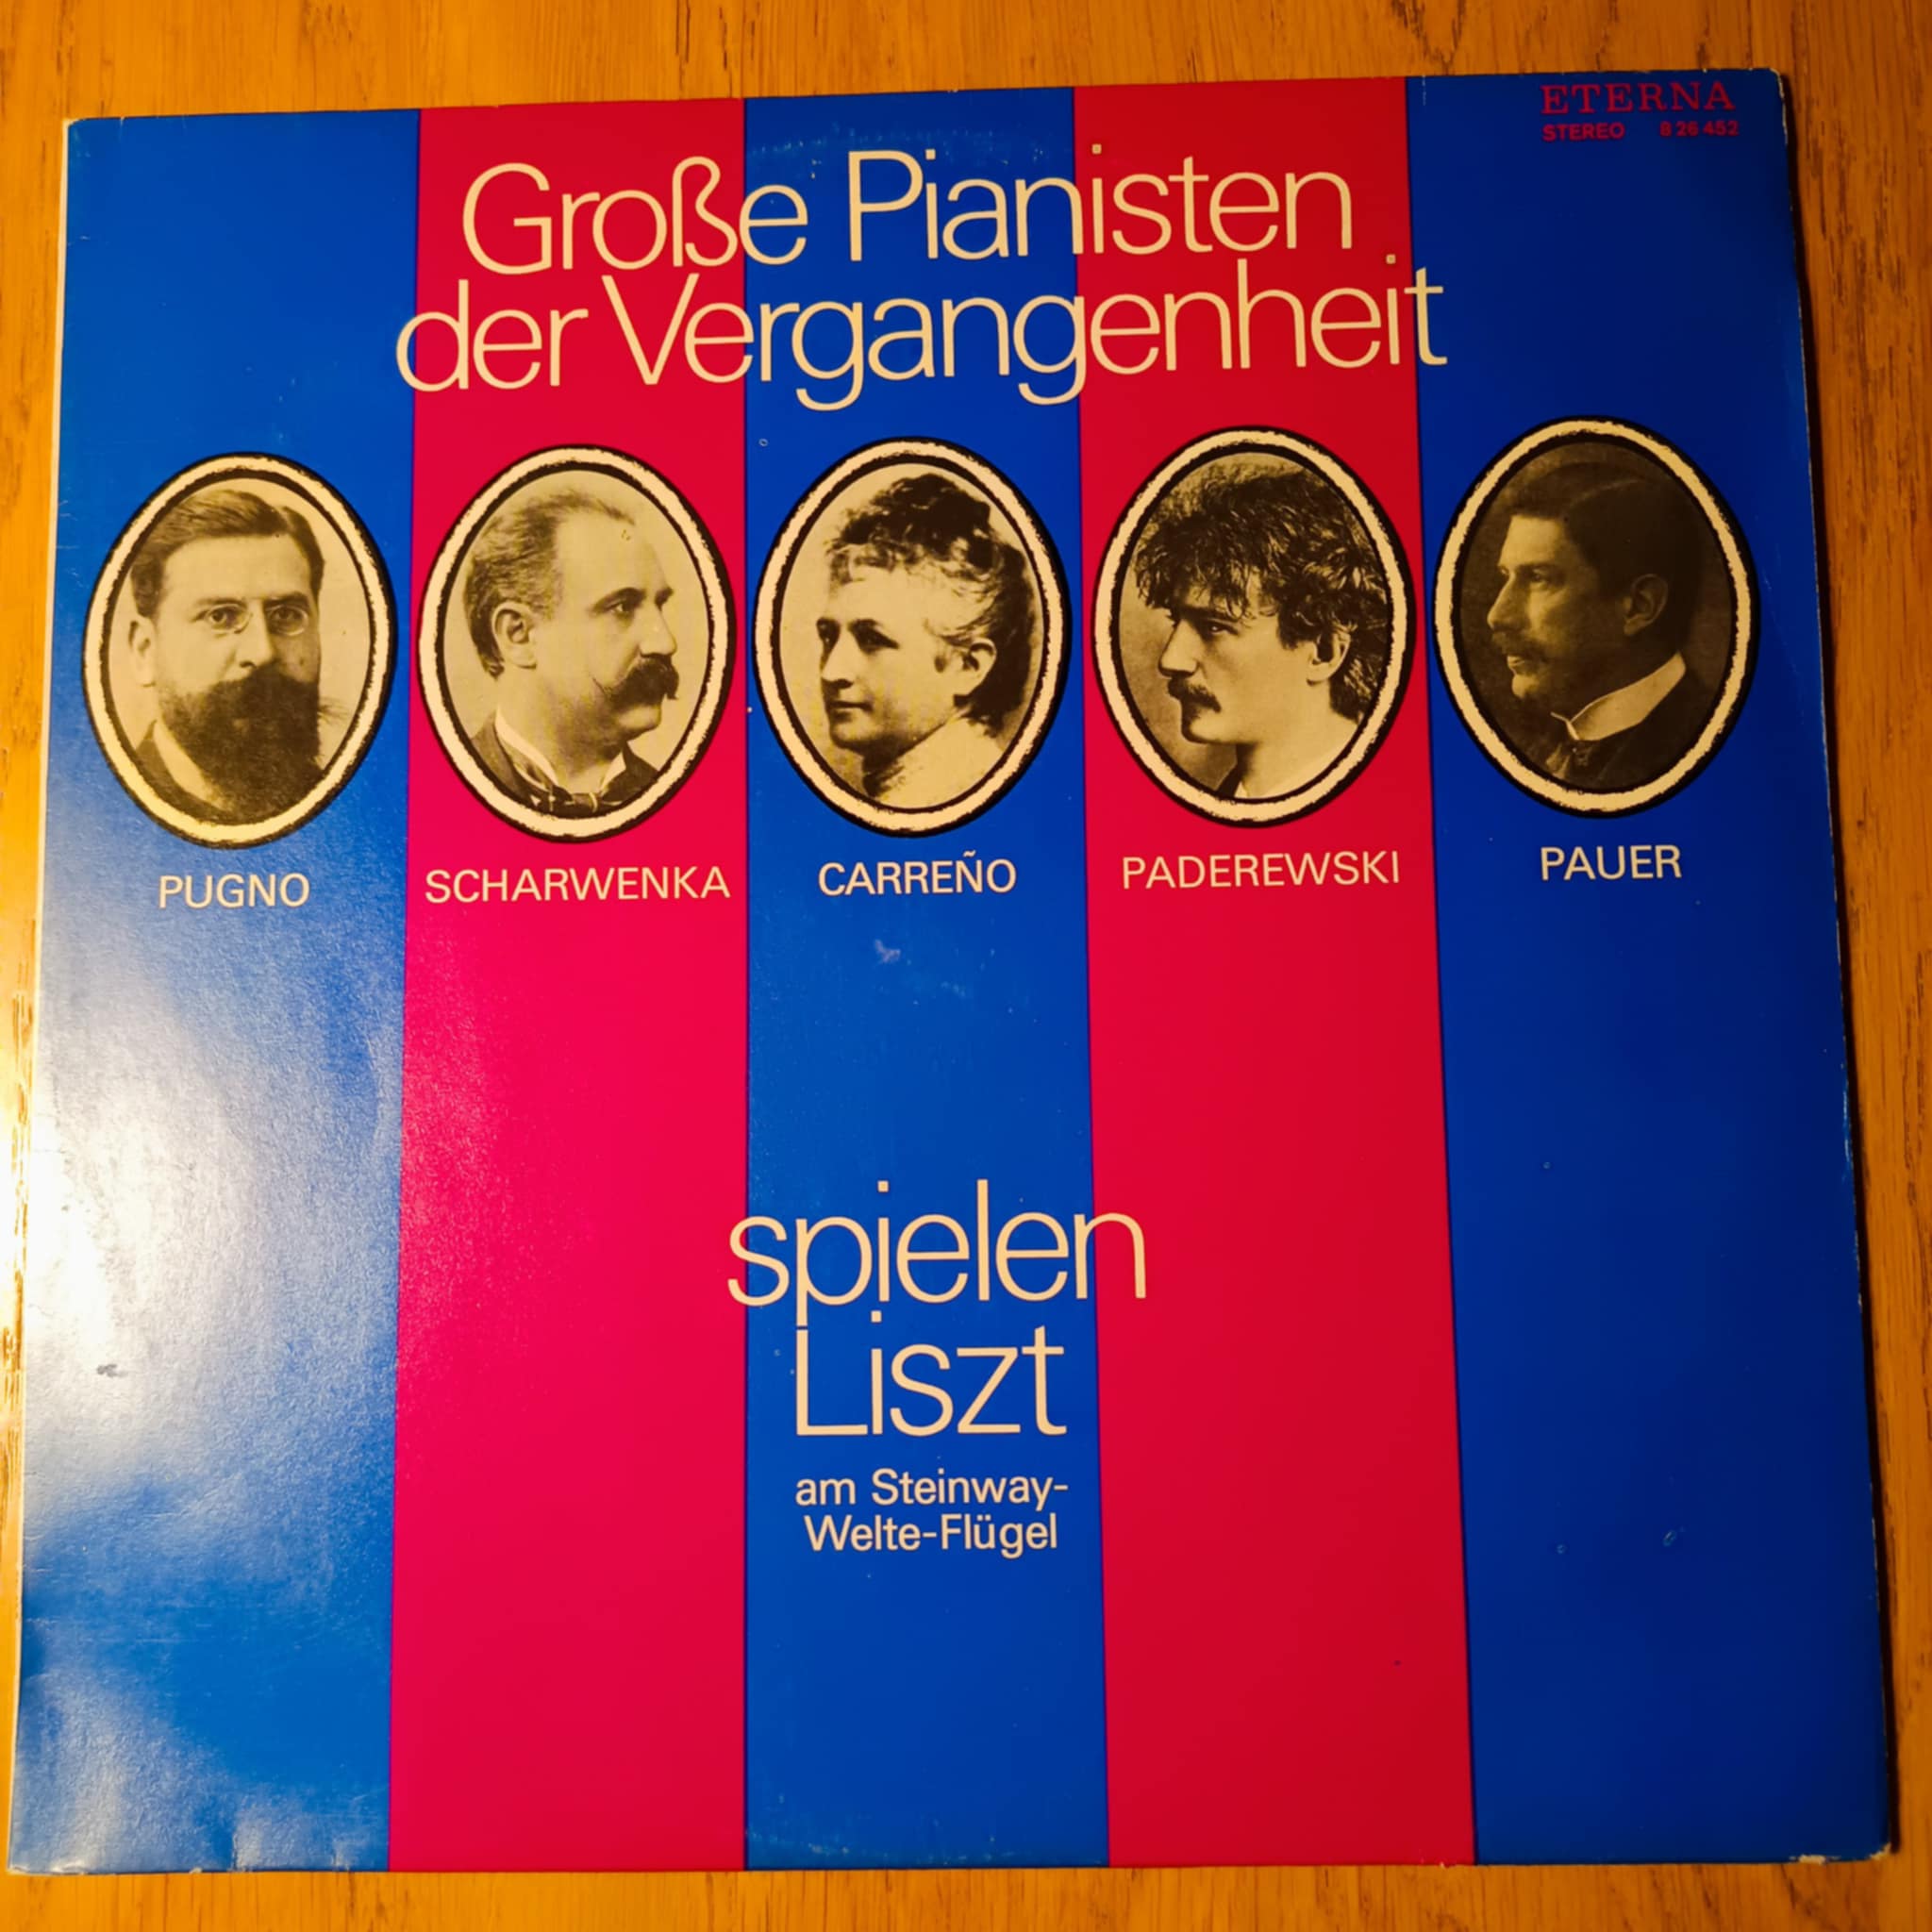 ETERNA
STEREO 8 26 452
Große Pianisten
der Vergangenheit
PUGNO
SCHARWENKA
CARREÑO
PADEREWSKI
PAUER
spielen
Liszt
am Steinway-
Welte-Flügel